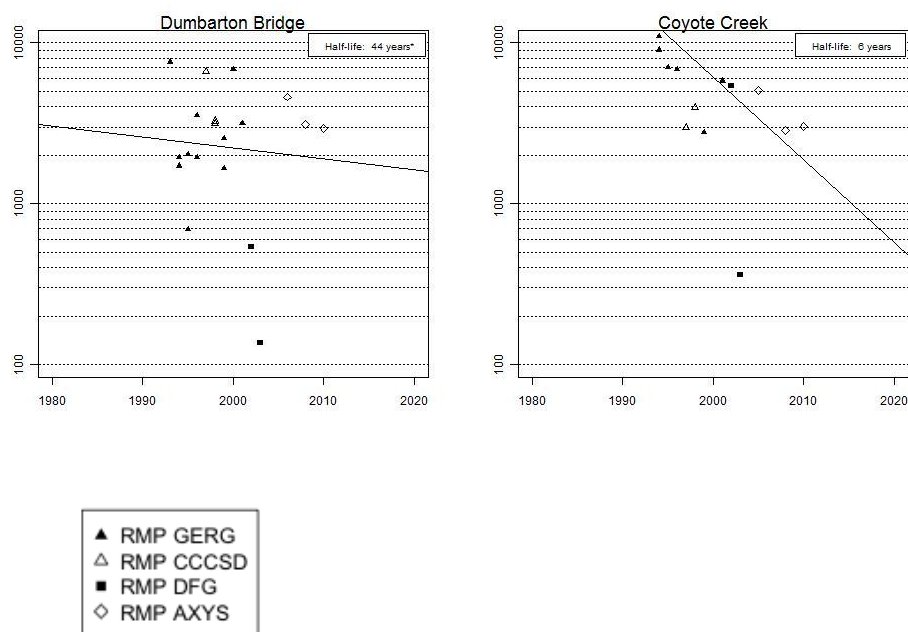 Dumbarton Bridge
Half-life: 44 years*
10000
1000
100
1980 1990 2000 2010 2020
Coyote Creek
Half-life: 6 years
10000
1000
100
1980 1990 2000 2010 2020
RMP GERG
RMP CCCSD
RMP DFG
RMP AXYS